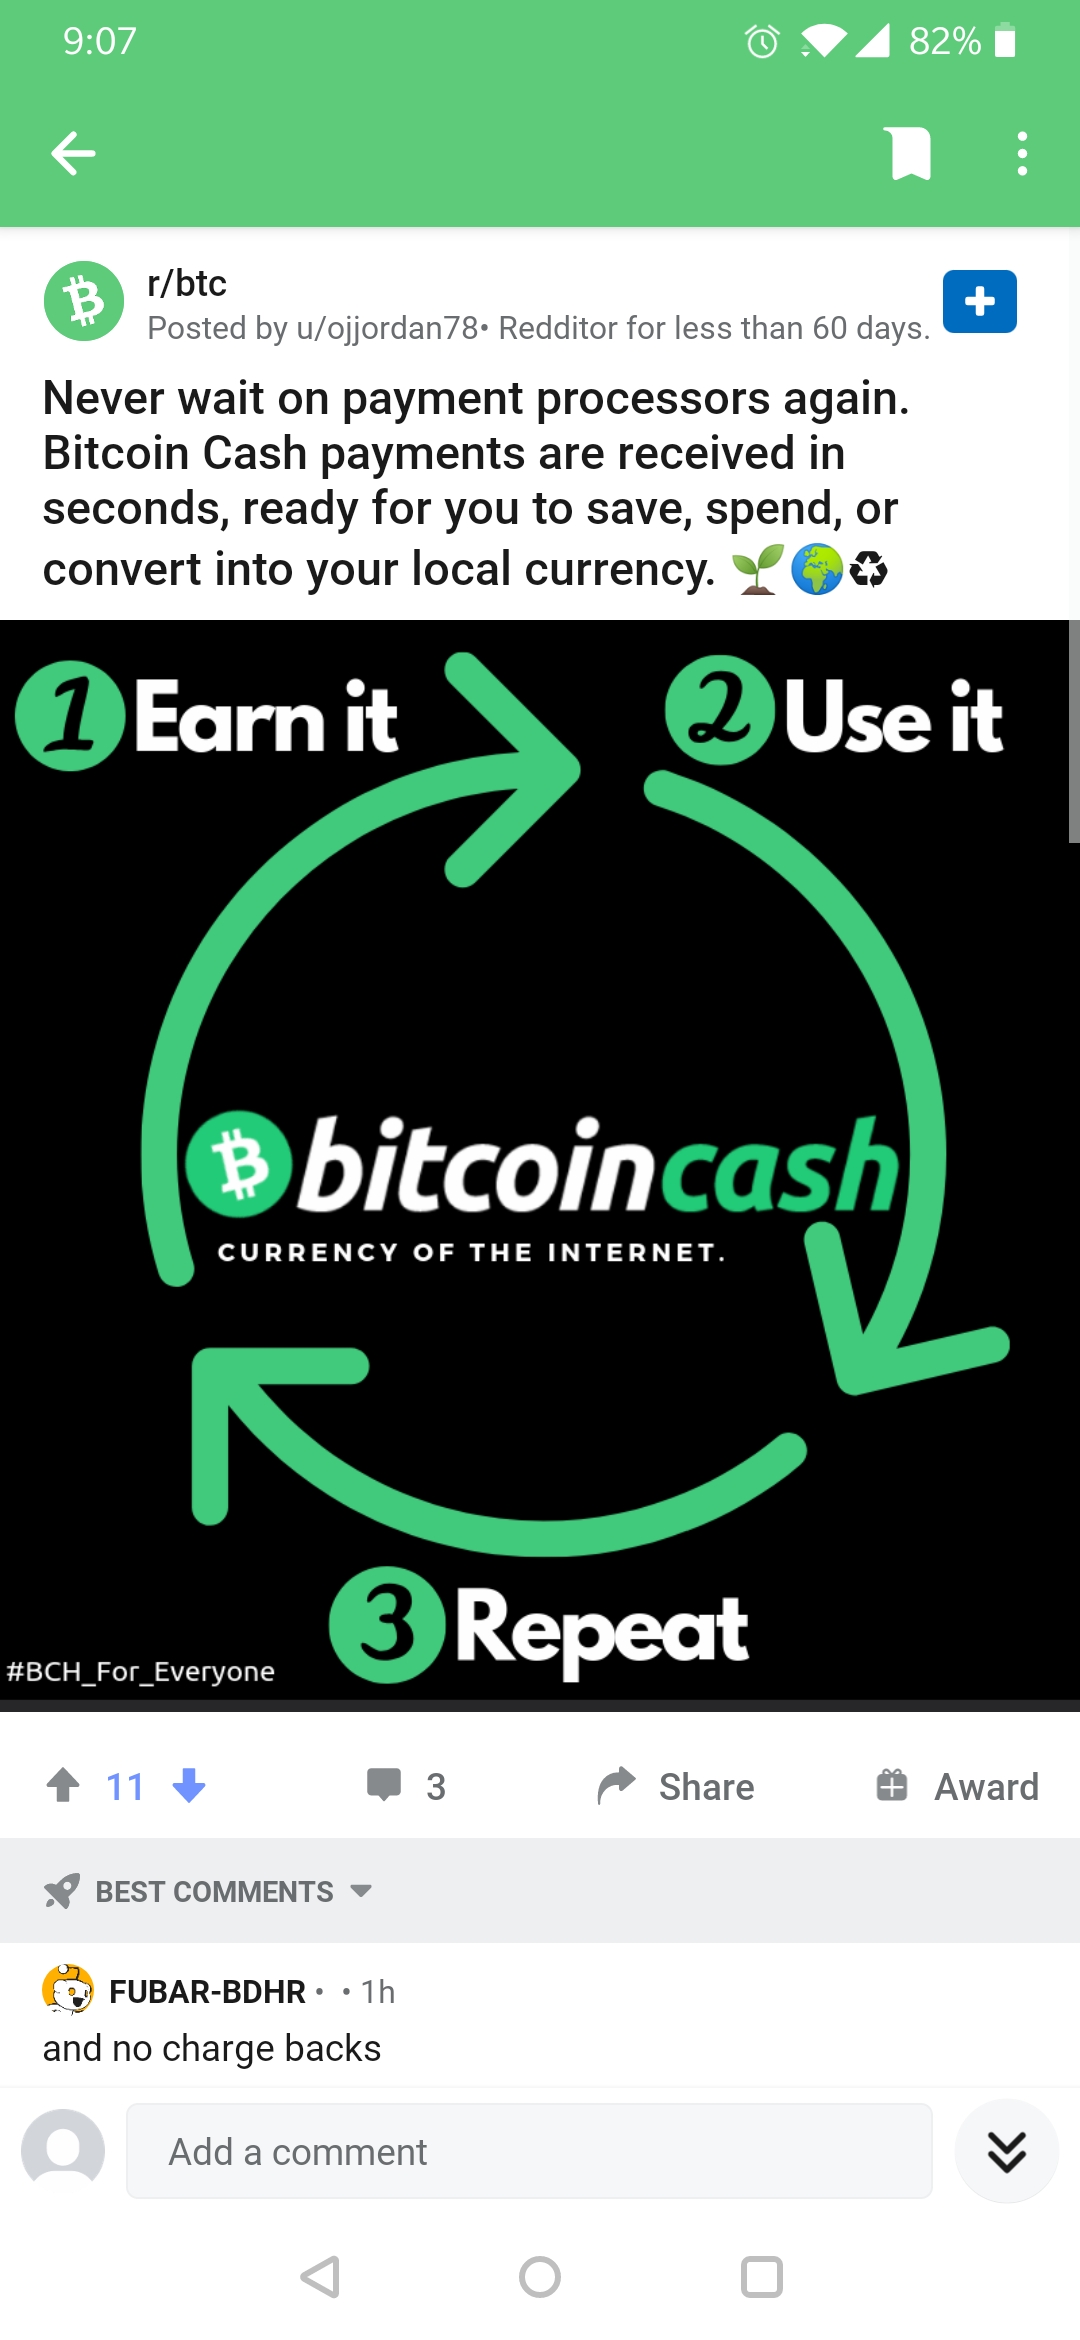 9:07
82%
r/btc
Posted by u/ojjordan78• Redditor for less than 60 days.
Never wait on payment processors again.
Bitcoin Cash payments are received in
seconds, ready for you to save, spend, or
convert into your local currency. 🌱🌍♻
1 Earn it
2 Use it
bitcoincash
CURRENCY OF THE INTERNET.
3 Repeat
#BCH_For_Everyone
11
3
Share
Award
BEST COMMENTS
FUBAR-BDHR • • 1h
and no charge backs
Add a comment